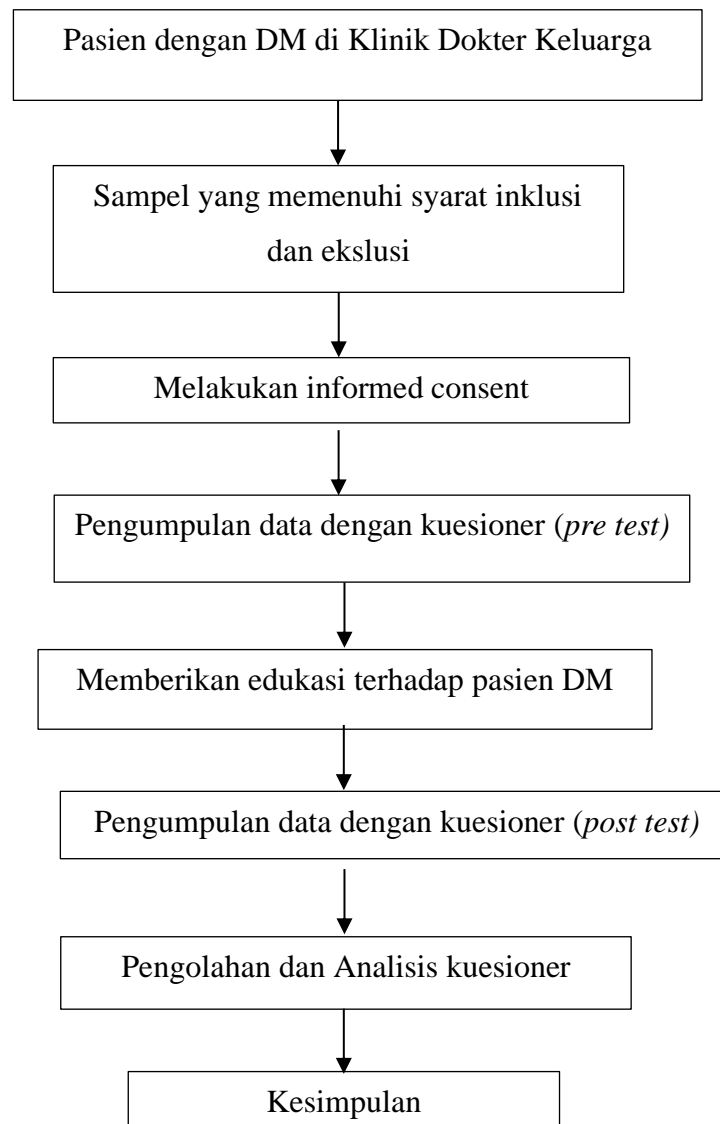 Pasien dengan DM di Klinik Dokter Keluarga
Sampel yang memenuhi syarat inklusi
dan ekslusi
Melakukan informed consent
Pengumpulan data dengan kuesioner (pre test)
Memberikan edukasi terhadap pasien DM
Pengumpulan data dengan kuesioner (post test)
Pengolahan dan Analisis kuesioner
Kesimpulan